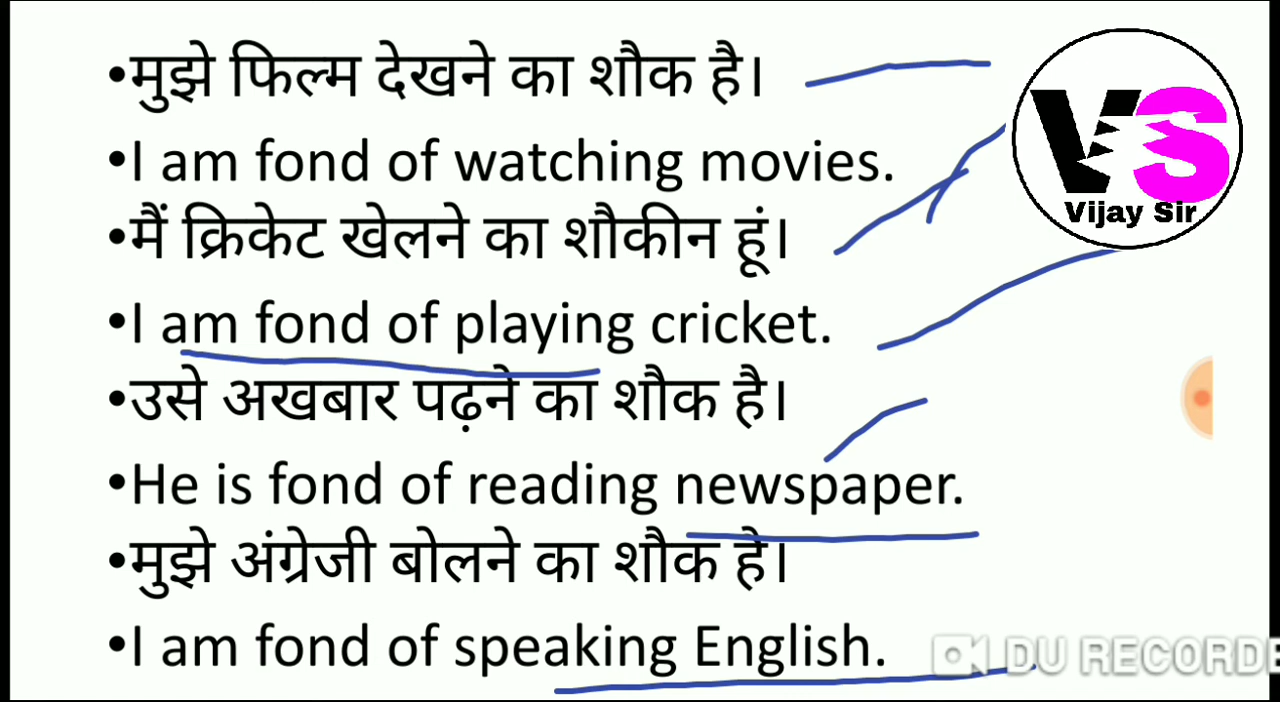 •मुझे फिल्म देखने का शौक है।
•I am fond of watching movies.
•मैं क्रिकेट खेलने का शौकीन हूं।
•I am fond of playing cricket.
•उसे अखबार पढ़ने का शौक है।
•He is fond of reading newspaper.
•मुझे अंग्रेजी बोलने का शौक है।
•I am fond of speaking English.
VS
Vijay Sir
DU RECORDE